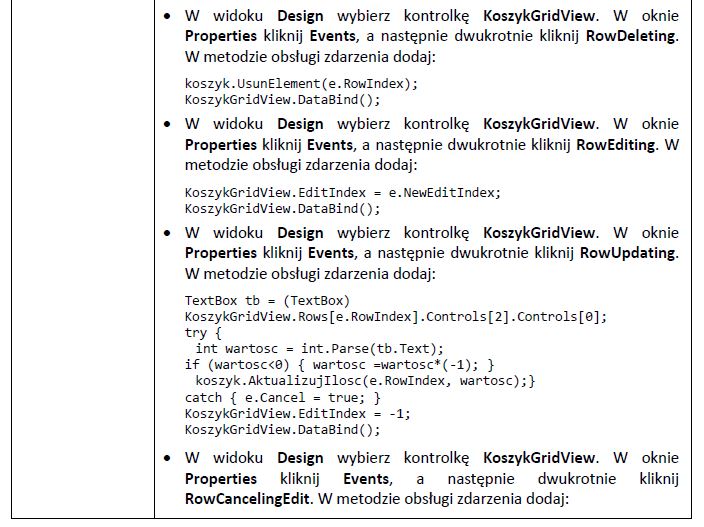 • W widoku Design wybierz kontrolkę KoszykGridView. W oknie
Properties kliknij Events, a następnie dwukrotnie kliknij RowDeleting.
W metodzie obsługi zdarzenia dodaj:
koszyk.UsunElement(e.RowIndex);
KoszykGridView.DataBind();
• W widoku Design wybierz kontrolkę KoszykGridView. W oknie
Properties kliknij Events, a następnie dwukrotnie kliknij RowEditing. W
metodzie obsługi zdarzenia dodaj:
KoszykGridView.EditIndex = e.NewEditIndex;
KoszykGridView.DataBind();
• W widoku Design wybierz kontrolkę KoszykGridView. W oknie
Properties kliknij Events, a następnie dwukrotnie kliknij RowUpdating.
W metodzie obsługi zdarzenia dodaj:
TextBox tb = (TextBox)
KoszykGridView.Rows[e.RowIndex].Controls[2].Controls[0];
try {
int wartosc = int.Parse(tb.Text);
if (wartosc<0) { wartosc =wartosc*(-1); }
koszyk.AktualizujIlosc(e.RowIndex, wartosc);}
catch { e.Cancel = true; }
KoszykGridView.EditIndex = -1;
KoszykGridView.DataBind();
• W widoku Design wybierz kontrolkę KoszykGridView. W oknie
Properties kliknij Events, a następnie dwukrotnie kliknij
RowCancelingEdit. W metodzie obsługi zdarzenia dodaj: